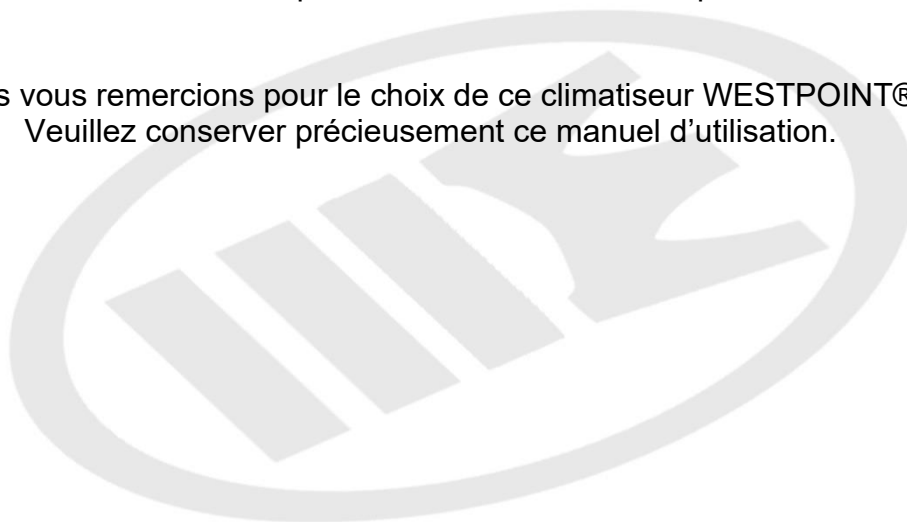 s vous remercions pour le choix de ce climatiseur WESTPOINT®
Veuillez conserver précieusement ce manuel d’utilisation.